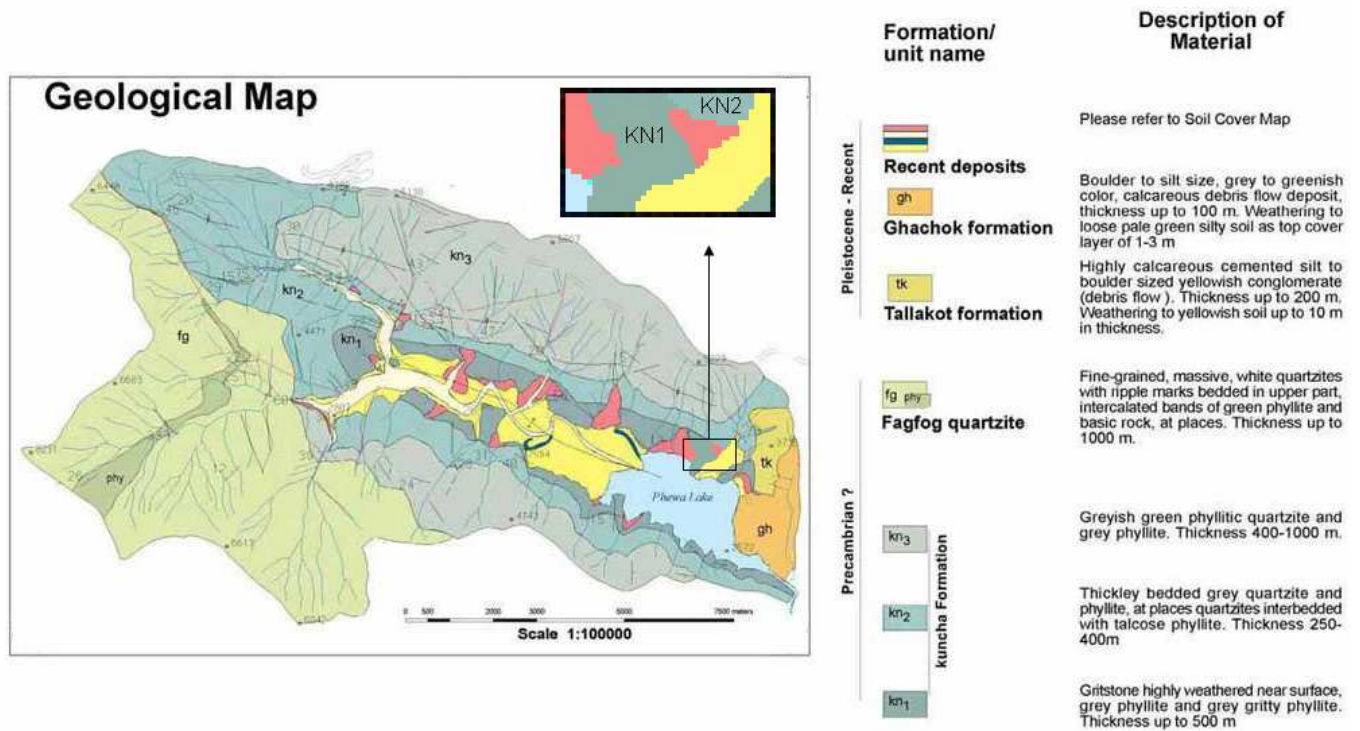 Geological Map
KN2
KN1
kn3
kn2
kn1
fg
phy
tk
gh
Phewa Lake
0 500 2000 3000 5000 7500 meters
Scale 1:100000
Formation/
unit name
Description of
Material
Pleistocene - Recent
Recent deposits
Please refer to Soil Cover Map
gh
Ghachok formation
Boulder to silt size, grey to greenish
color, calcareous debris flow deposit,
thickness up to 100 m. Weathering to
loose pale green silty soil as top cover
layer of 1-3 m
tk
Tallakot formation
Highly calcareous cemented silt to
boulder sized yellowish conglomerate
(debris flow ). Thickness up to 200 m.
Weathering to yellowish soil up to 10 m
in thickness.
Precambrian ?
fg phy
Fagfog quartzite
Fine-grained, massive, white quartzites
with ripple marks bedded in upper part,
intercalated bands of green phyllite and
basic rock, at places. Thickness up to
1000 m.
kuncha Formation
kn3
Greyish green phyllitic quartzite and
grey phyllite. Thickness 400-1000 m.
kn2
Thickley bedded grey quartzite and
phyllite, at places quartzites interbedded
with talcose phyllite. Thickness 250-
400m
kn1
Gritstone highly weathered near surface,
grey phyllite and grey gritty phyllite.
Thickness up to 500 m